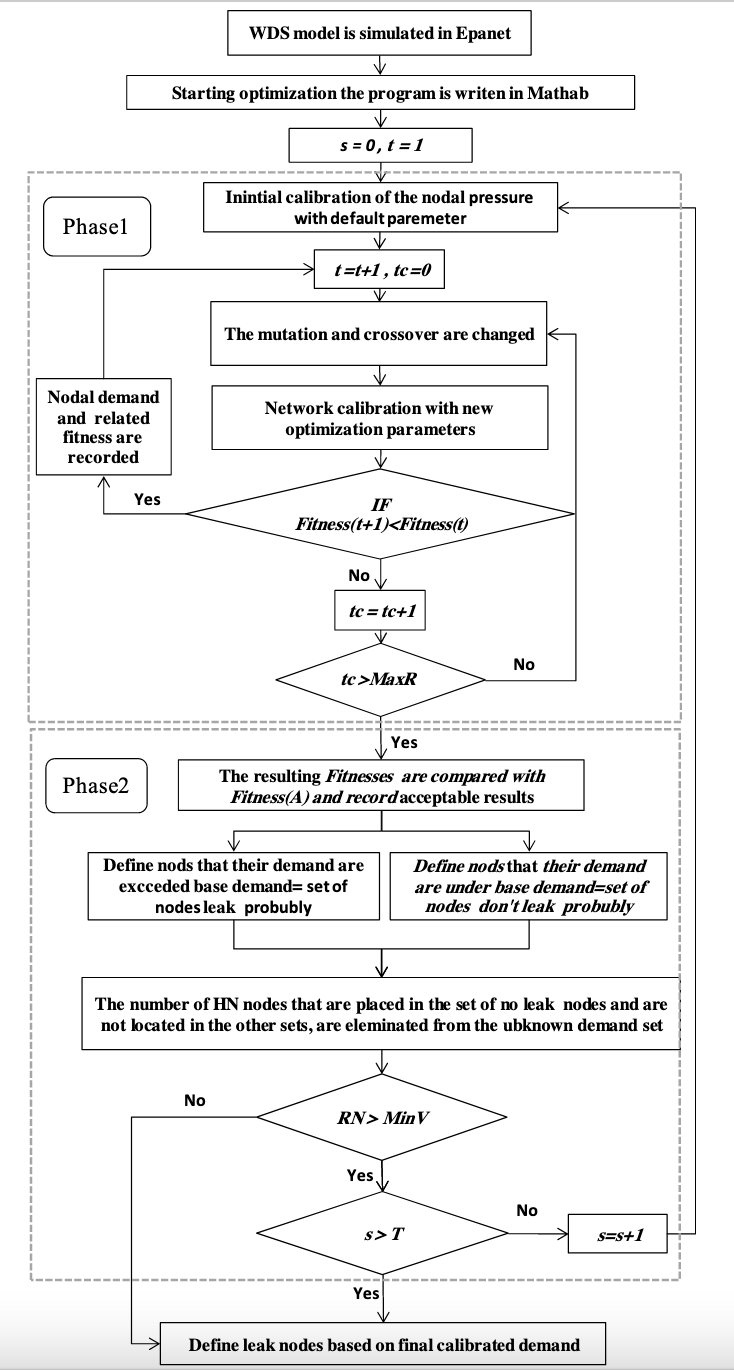 WDS model is simulated in Epanet
Starting optimization the program is writen in Mathab
s = 0 , t = 1
Phase1
Inintial calibration of the nodal pressure
with default paremeter
t =t+1 , tc=0
The mutation and crossover are changed
Nodal demand
and related
fitness are
recorded
Network calibration with new
optimization parameters
Yes
IF
Fitness(t+1)<Fitness(t)
No
tc = tc+1
tc >MaxR
No
Yes
Phase2
The resulting Fitnesses are compared with
Fitness(A) and record acceptable results
Define nods that their demand are
excceded base demand= set of
nodes leak probubly
Define nods that their demand
are under base demand=set of
nodes don't leak probubly
The number of HN nodes that are placed in the set of no leak nodes and are
not located in the other sets, are eleminated from the ubknown demand set
No
RN> MinV
Yes
s> T
No
s=s+1
Yes
Define leak nodes based on final calibrated demand